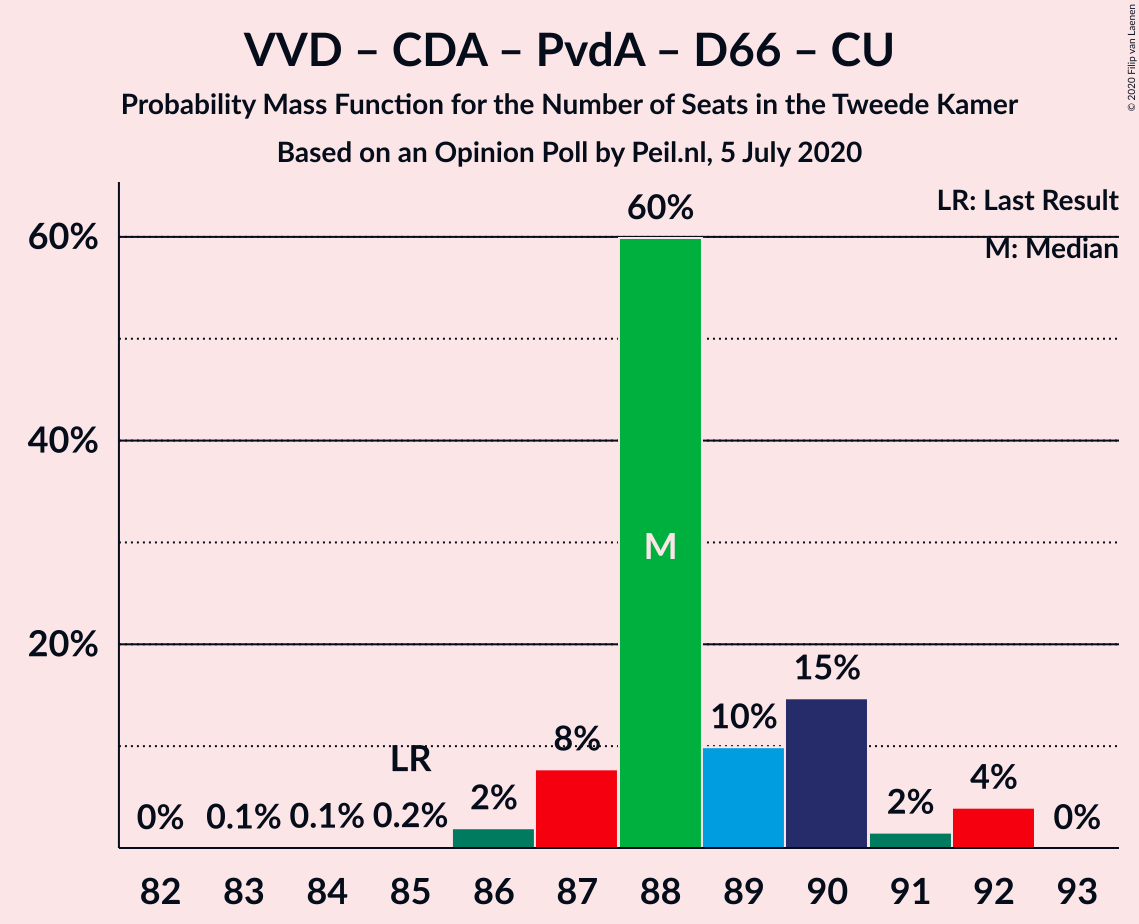 VVD – CDA – PvdA – D66 – CU
Probability Mass Function for the Number of Seats in the Tweede Kamer
Based on an Opinion Poll by Peil.nl, 5 July 2020
© 2020 Filip van Laenen
LR: Last Result
M: Median
60%
40%
20%
0%
0.1%
0.1%
LR
0.2%
2%
8%
60%
M
10%
15%
2%
4%
0%
82 83 84 85 86 87 88 89 90 91 92 93